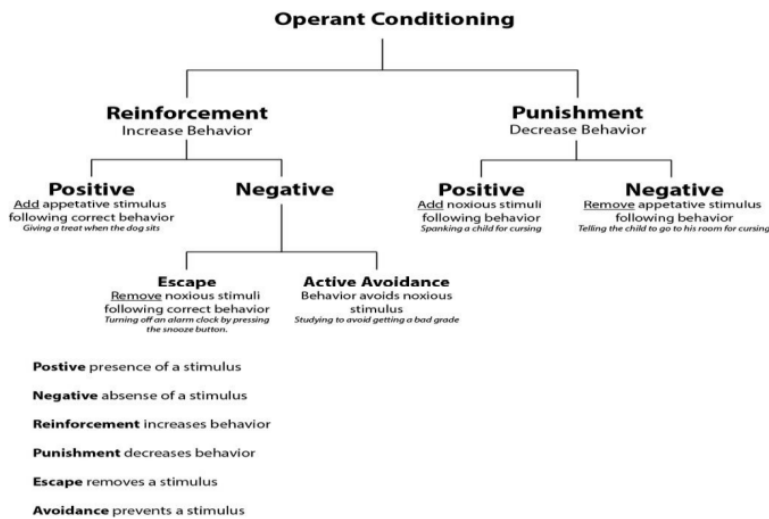 Operant Conditioning
Reinforcement
Increase Behavior
Punishment
Decrease Behavior
Positive
Add appetative stimulus
following correct behavior
Giving a treat when the dog sits
Negative
Positive
Add noxious stimuli
following behavior
Spanking a child for cursing
Negative
Remove appetative stimulus
following behavior
Telling the child to go to his room for cursing
Escape
Remove noxious stimuli
following correct behavior
Turning off an alarm clock by pressing
the snooze button.
Active Avoidance
Behavior avoids noxious
stimulus
Studying to avoid getting a bad grade
Postive presence of a stimulus
Negative absense of a stimulus
Reinforcement increases behavior
Punishment decreases behavior
Escape removes a stimulus
Avoidance prevents a stimulus